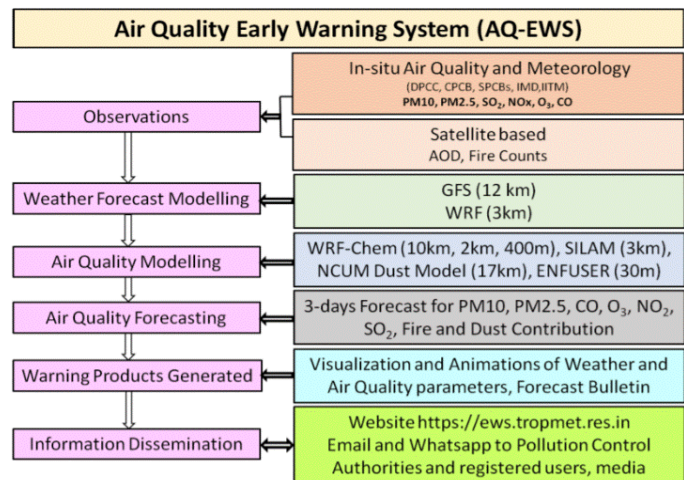 Air Quality Early Warning System (AQ-EWS)
In-situ Air Quality and Meteorology
(DPCC, CPCB, SPCBs, IMD,IITM)
PM10, PM2.5, SO₂, NOx, O₃, CO
Observations
Satellite based
AOD, Fire Counts
Weather Forecast Modelling
GFS (12 km)
WRF (3km)
Air Quality Modelling
WRF-Chem (10km, 2km, 400m), SILAM (3km),
NCUM Dust Model (17km), ENFUSER (30m)
Air Quality Forecasting
3-days Forecast for PM10, PM2.5, CO, O₃, NO₂,
SO₂, Fire and Dust Contribution
Warning Products Generated
Visualization and Animations of Weather and
Air Quality parameters, Forecast Bulletin
Information Dissemination
Website https://ews.tropmet.res.in
Email and Whatsapp to Pollution Control
Authorities and registered users, media